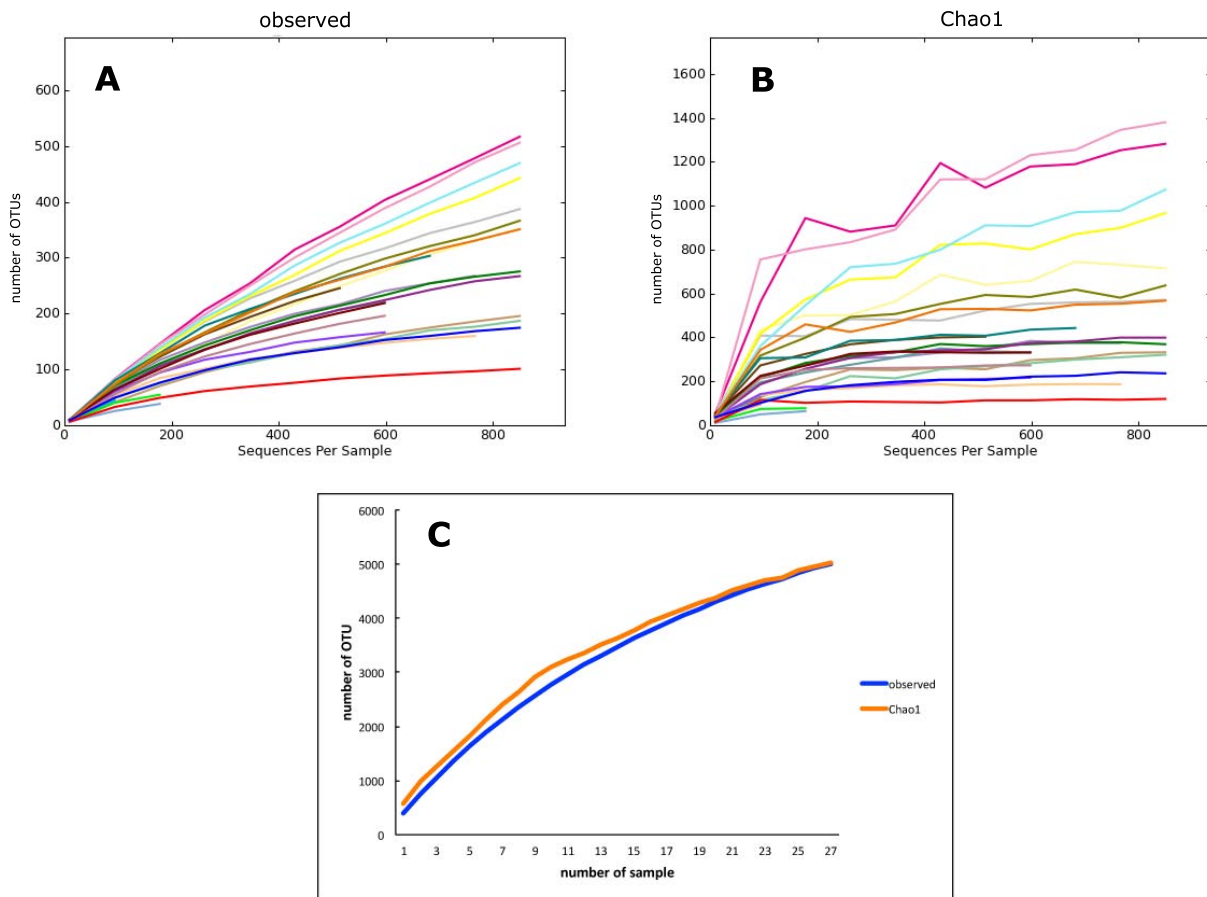 observed
A
600
500
400
300
200
100
0
number of OTUs
0 200 400 600 800
Sequences Per Sample
Chao1
B
1600
1400
1200
1000
800
600
400
200
0
number of OTUs
0 200 400 600 800
Sequences Per Sample
C
6000
5000
4000
3000
2000
1000
0
number of OTU
1 3 5 7 9 11 13 15 17 19 21 23 25 27
number of sample
observed
Chao1